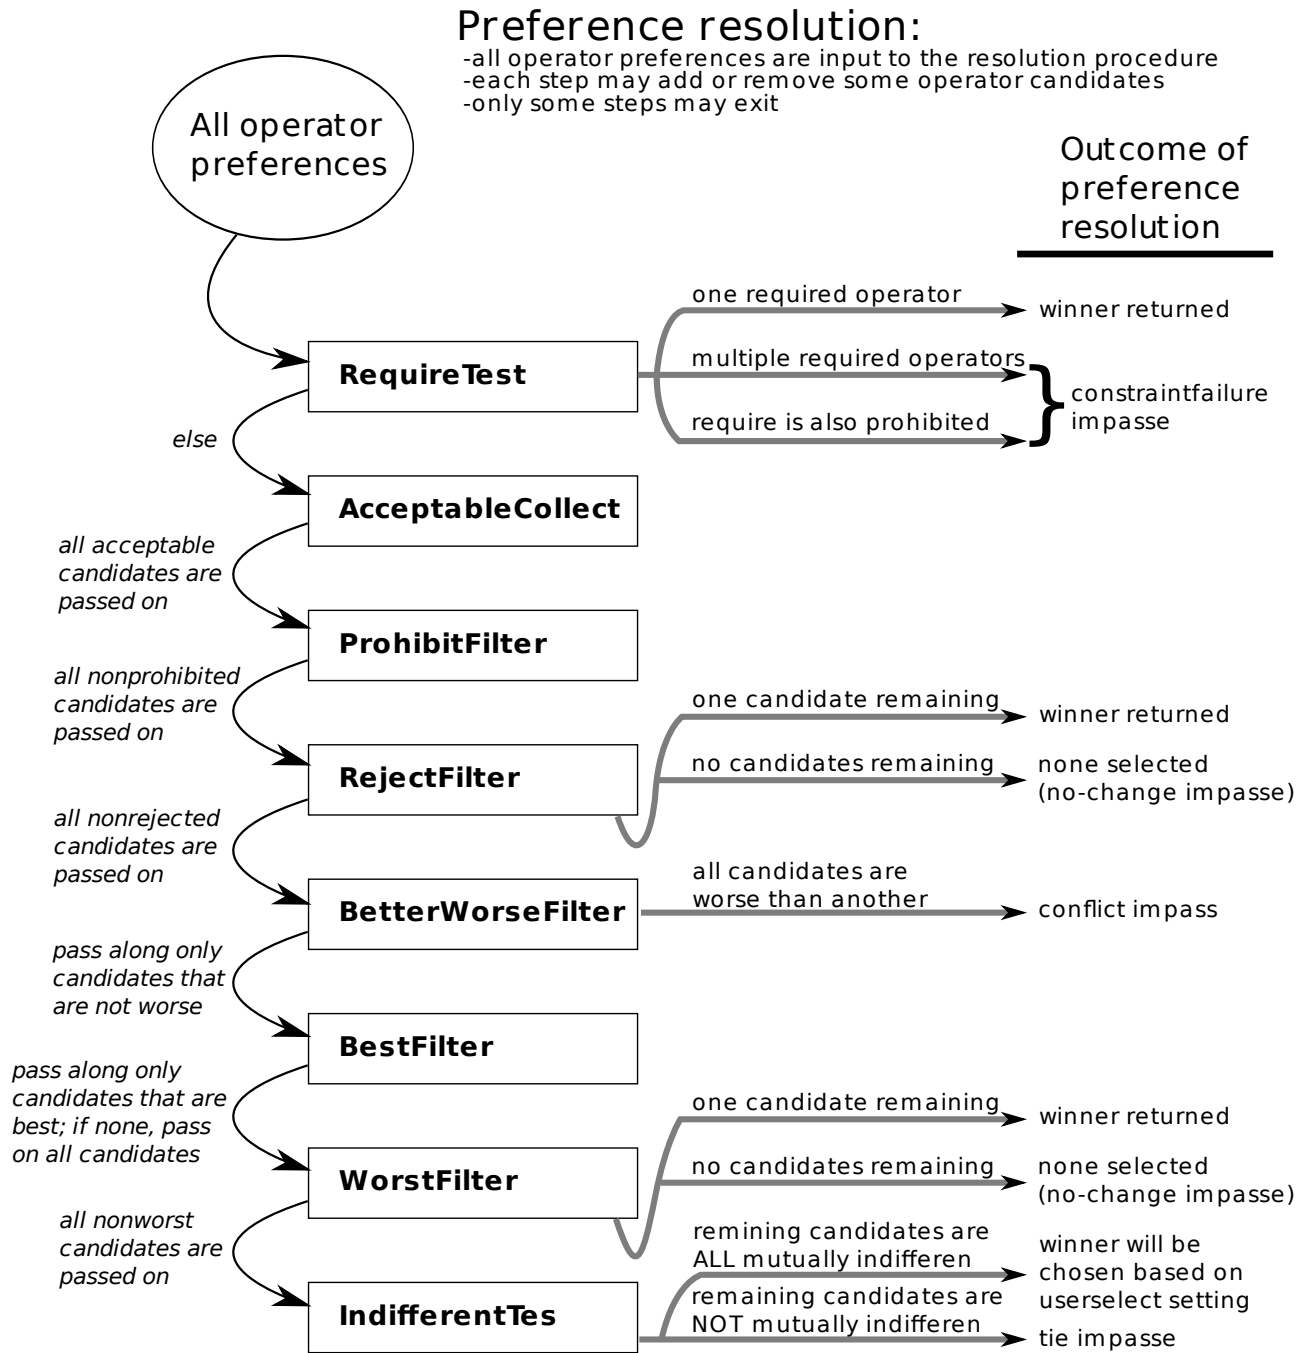 Preference resolution:
-all operator preferences are input to the resolution procedure
-each step may add or remove some operator candidates
-only some steps may exit
All operator
preferences
Outcome of
preference
resolution
one required operator
winner returned
multiple required operators
RequireTest
}
constraintfailure
impasse
require is also prohibited
else
AcceptableCollect
all acceptable
candidates are
passed on
ProhibitFilter
all nonprohibited
candidates are
passed on
one candidate remaining
winner returned
RejectFilter
no candidates remaining
none selected
(no-change impasse)
all nonrejected
candidates are
passed on
all candidates are
worse than another
BetterWorseFilter
conflict impass
pass along only
candidates that
are not worse
BestFilter
pass along only
candidates that are
best; if none, pass
on all candidates
one candidate remaining
winner returned
WorstFilter
no candidates remaining
none selected
(no-change impasse)
all nonworst
candidates are
passed on
remining candidates are
ALL mutually indifferen
winner will be
chosen based on
userselect setting
IndifferentTes
remaining candidates are
NOT mutually indifferen
tie impasse